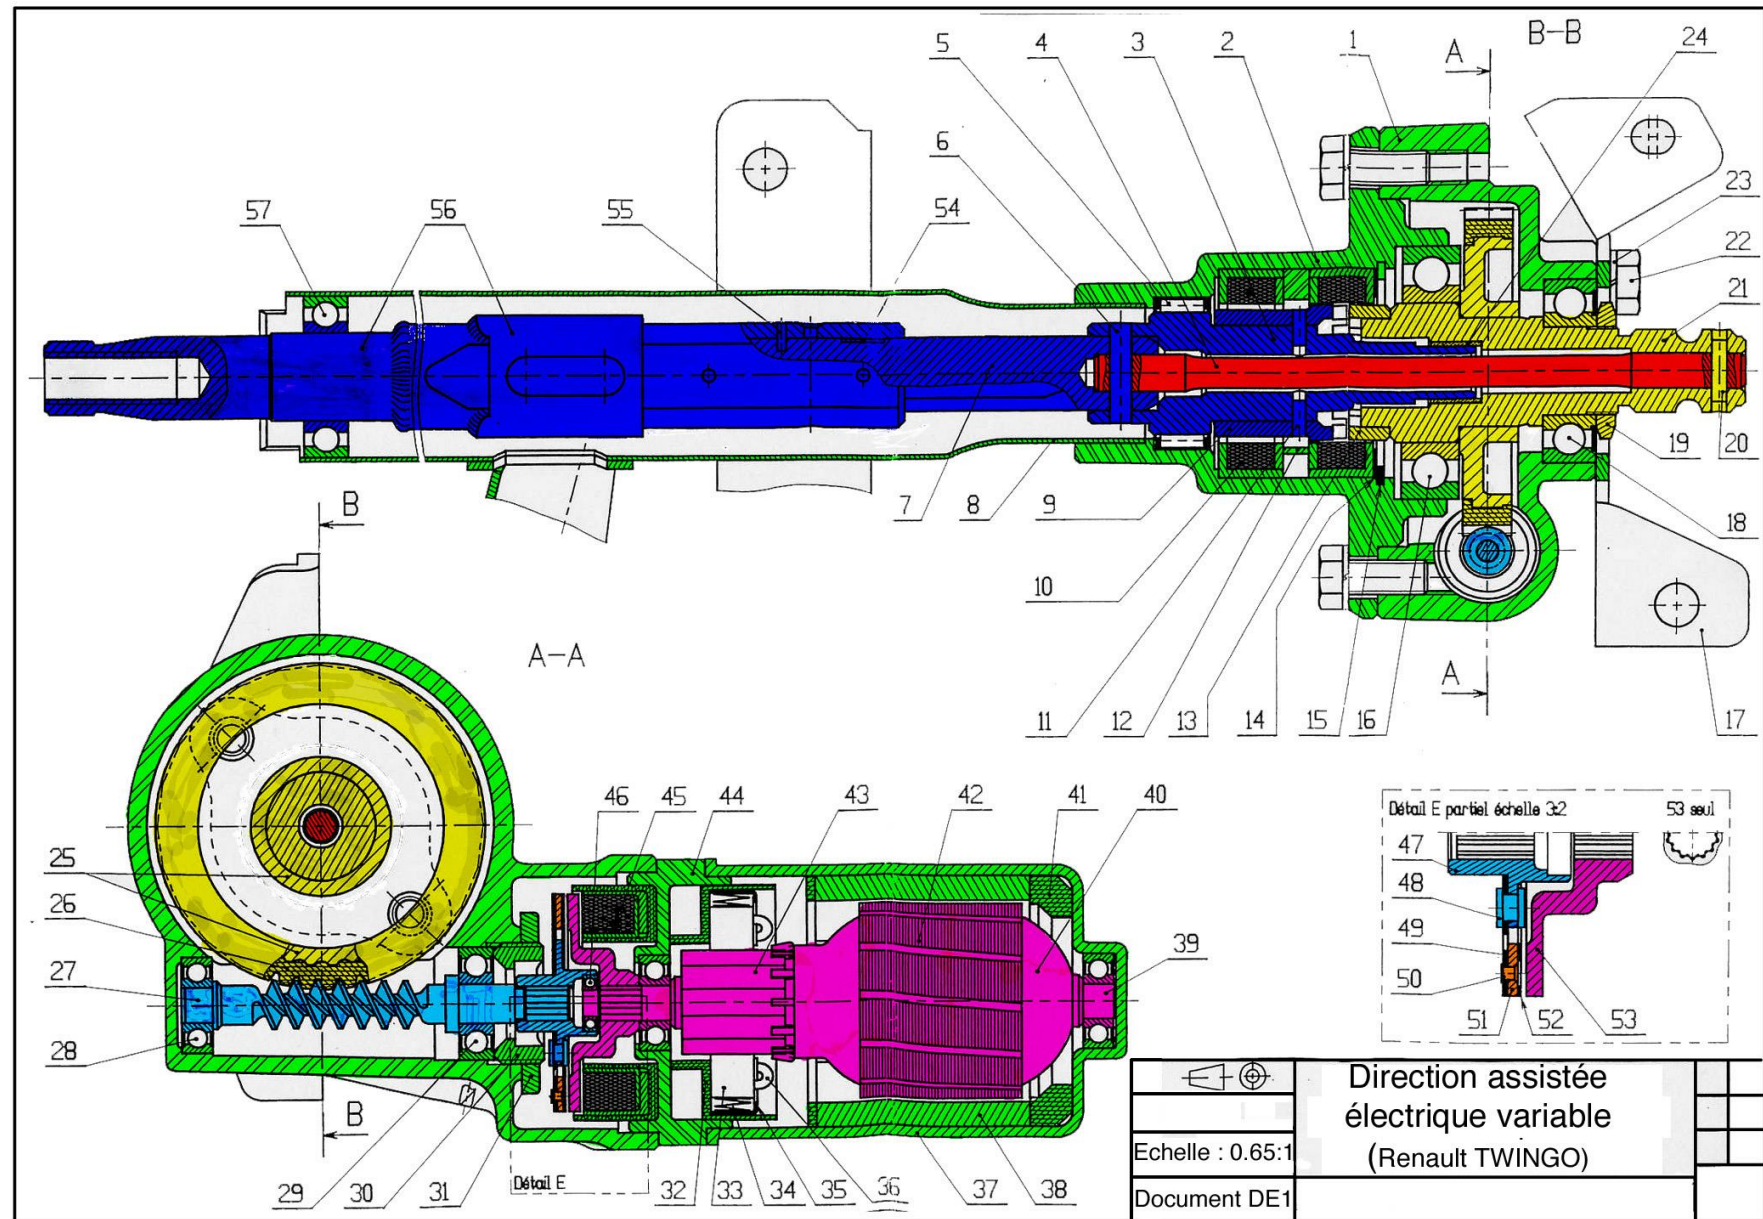 5 4 3 2 1 A B-B 24
6
57 56 55 54 23
22
21
7 8 9 19 20
18
10
11 12 13 14 15 16 17
A
B
A-A
46 45 44 43 42 41 40
25
26
27
28
39
B
29 30 31 Détail E 32 33 34 35 36 37 38
Détail E partiel échelle 3:2 53 seul
47
48
49
50
51 52 53
Direction assistée
électrique variable
(Renault TWINGO)
Echelle : 0.65:1
Document DE1